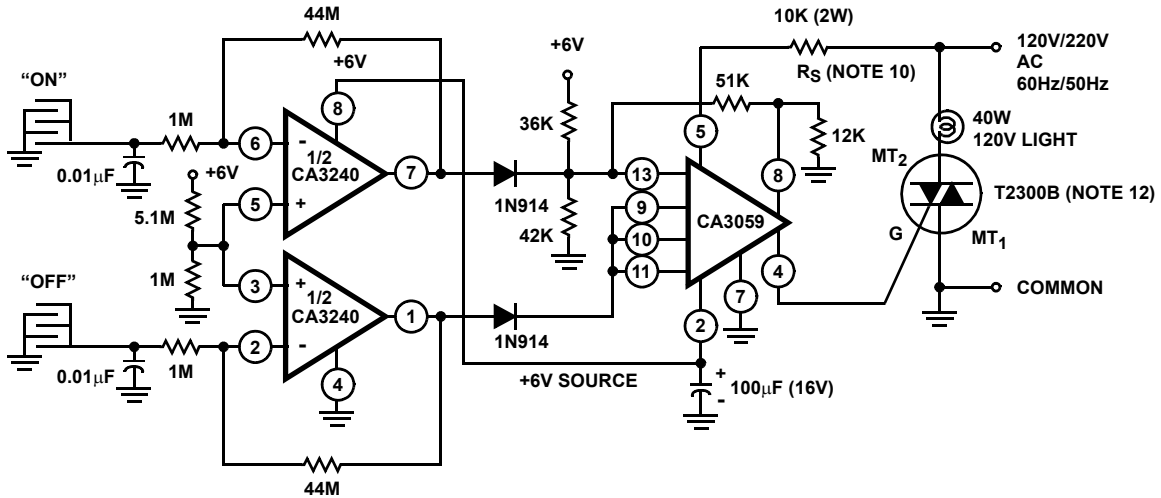 44M
+6V
"ON"
8
1M
6
-
1/2
CA3240
7
0.01μF
+6V
5
+
5.1M
1M
"OFF"
3
+
1/2
CA3240
1
2
-
1M
0.01μF
4
44M
+6V
36K
1N914
42K
1N914
+6V SOURCE
10K (2W)
RS (NOTE 10)
51K
12K
5
13
9
10
11
CA3059
8
4
7
2
+
-
100μF (16V)
120V/220V
AC
60Hz/50Hz
40W
120V LIGHT
MT2
T2300B (NOTE 12)
G
MT1
COMMON